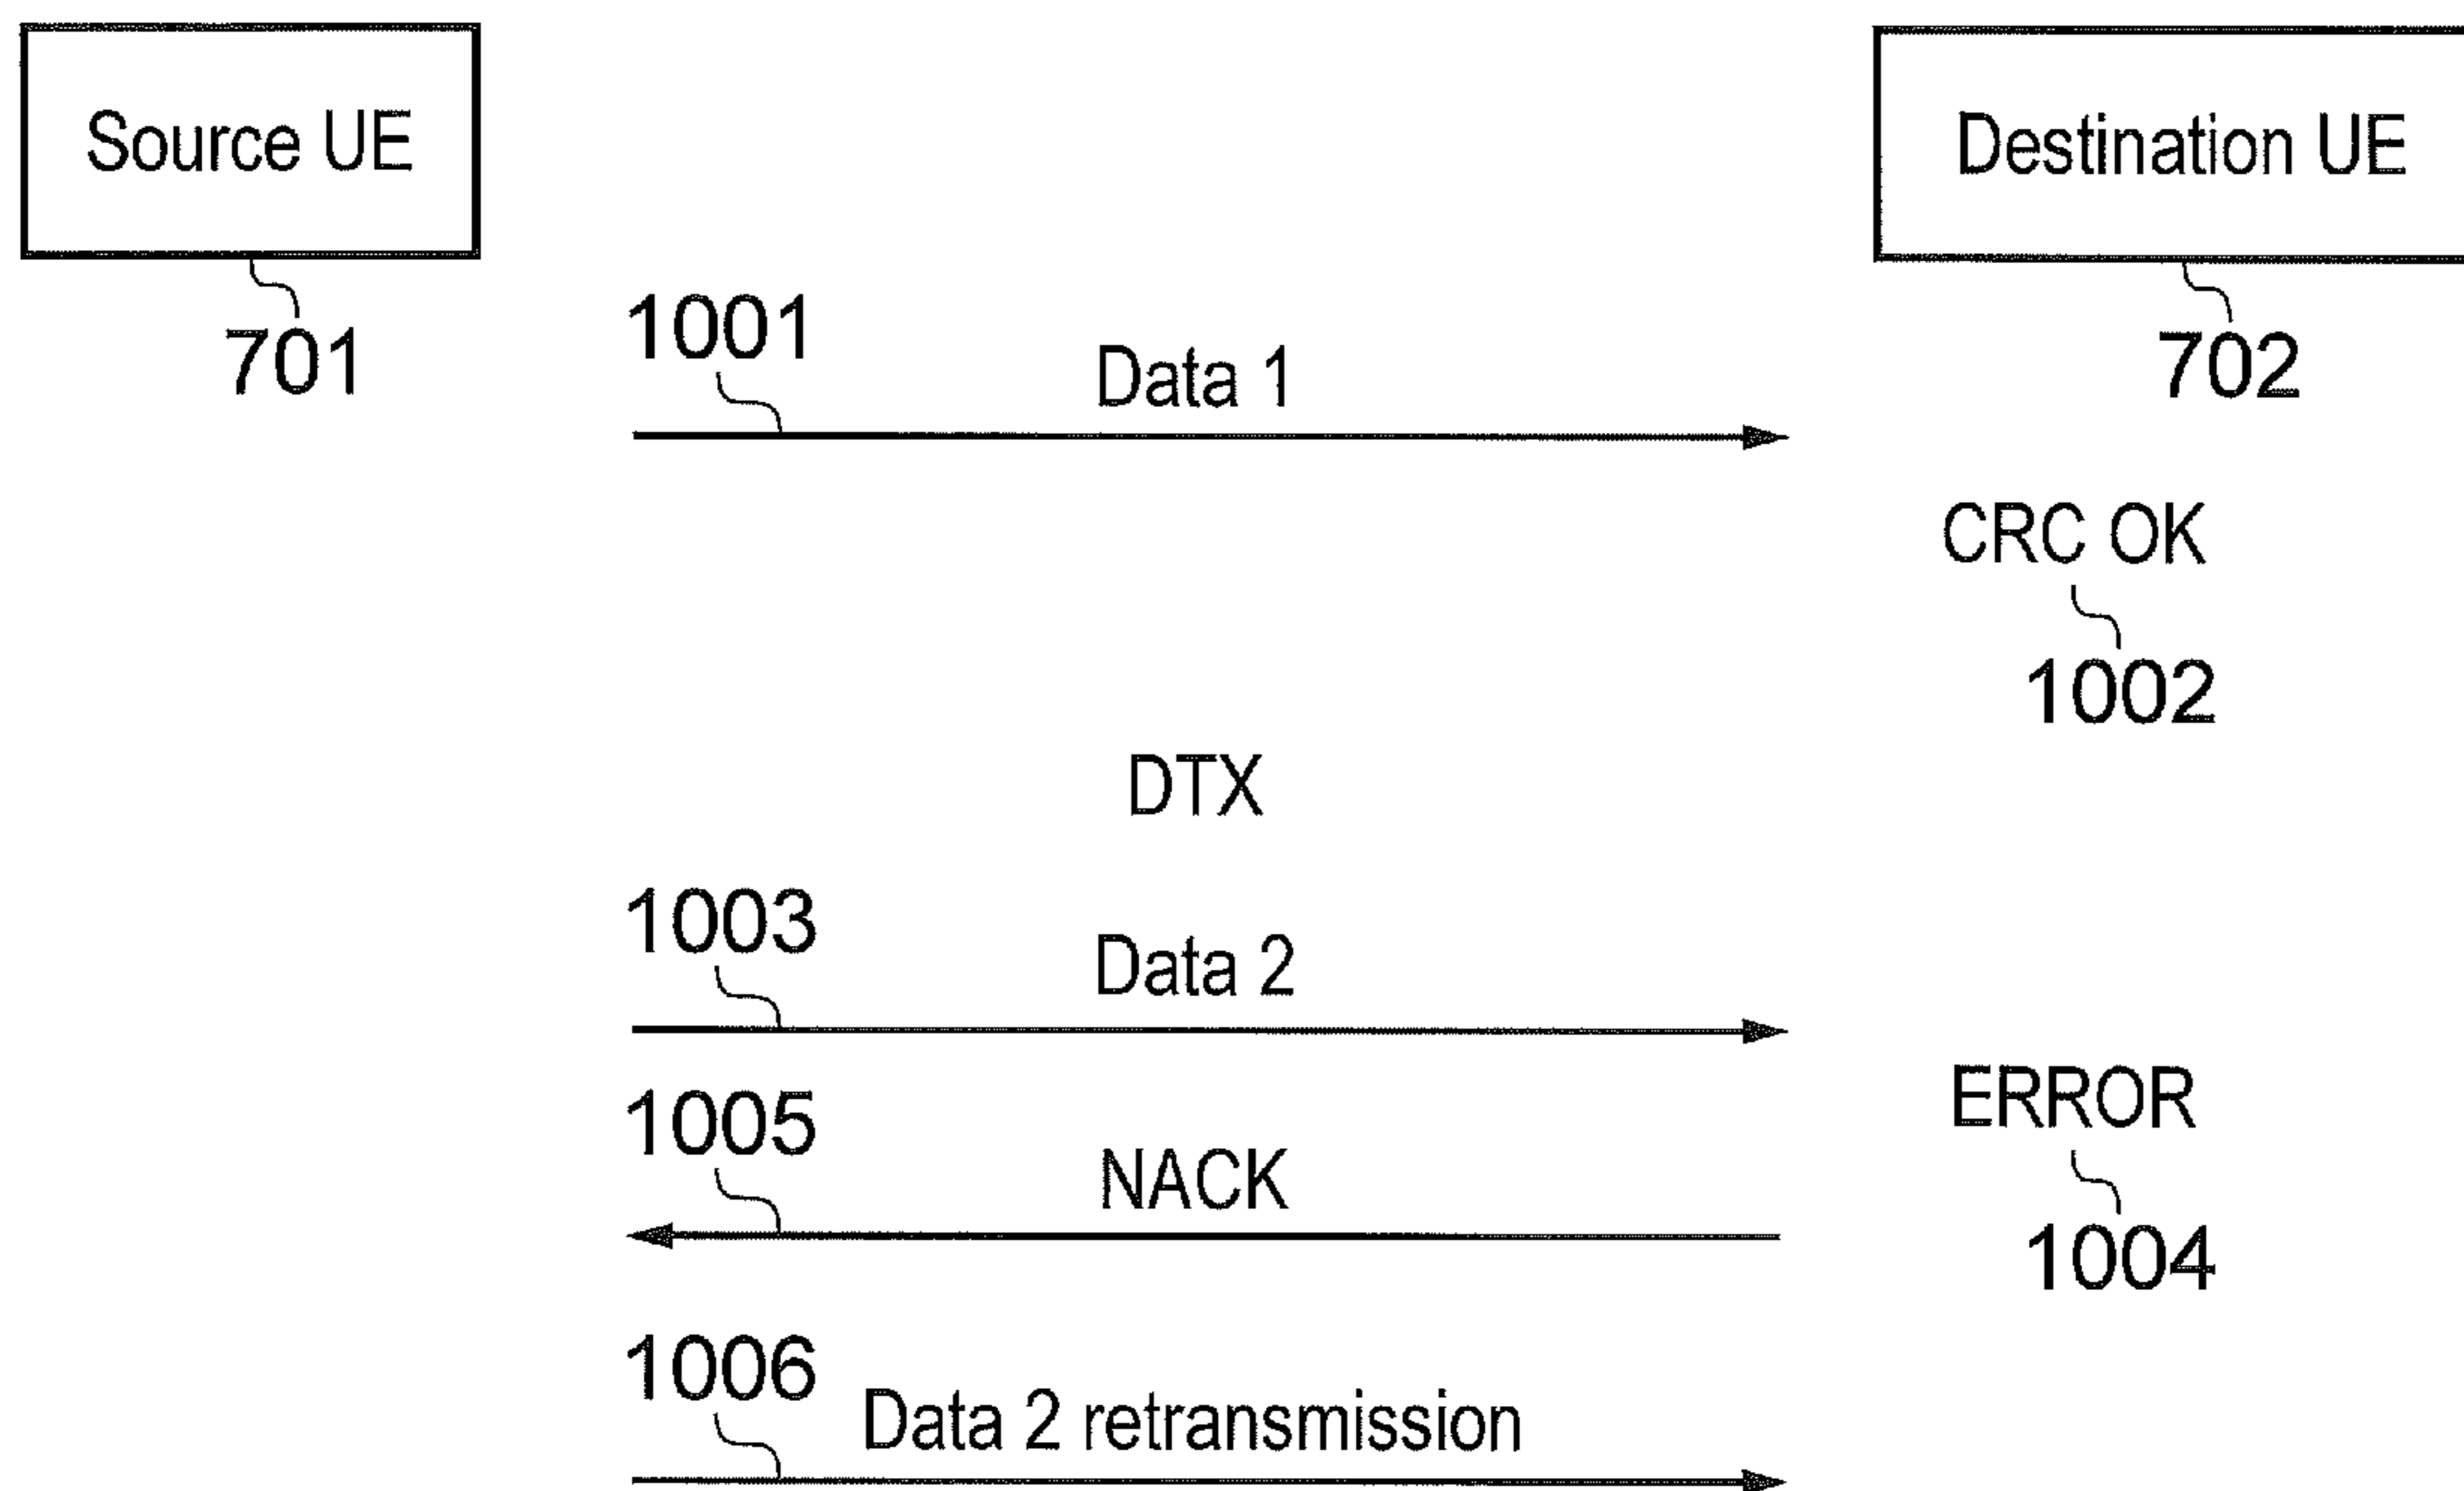 Source UE
Destination UE
701
702
1001
Data 1
CRC OK
1002
DTX
1003
Data 2
ERROR
1004
1005
NACK
1006
Data 2 retransmission